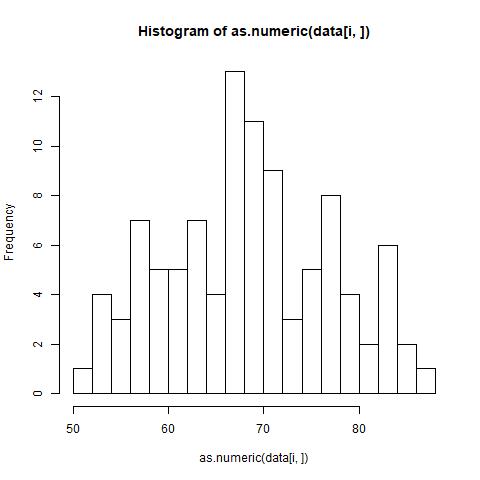 Histogram of as.numeric(data[i, ])
Frequency
12
10
8
6
4
2
0
50 60 70 80
as.numeric(data[i, ])